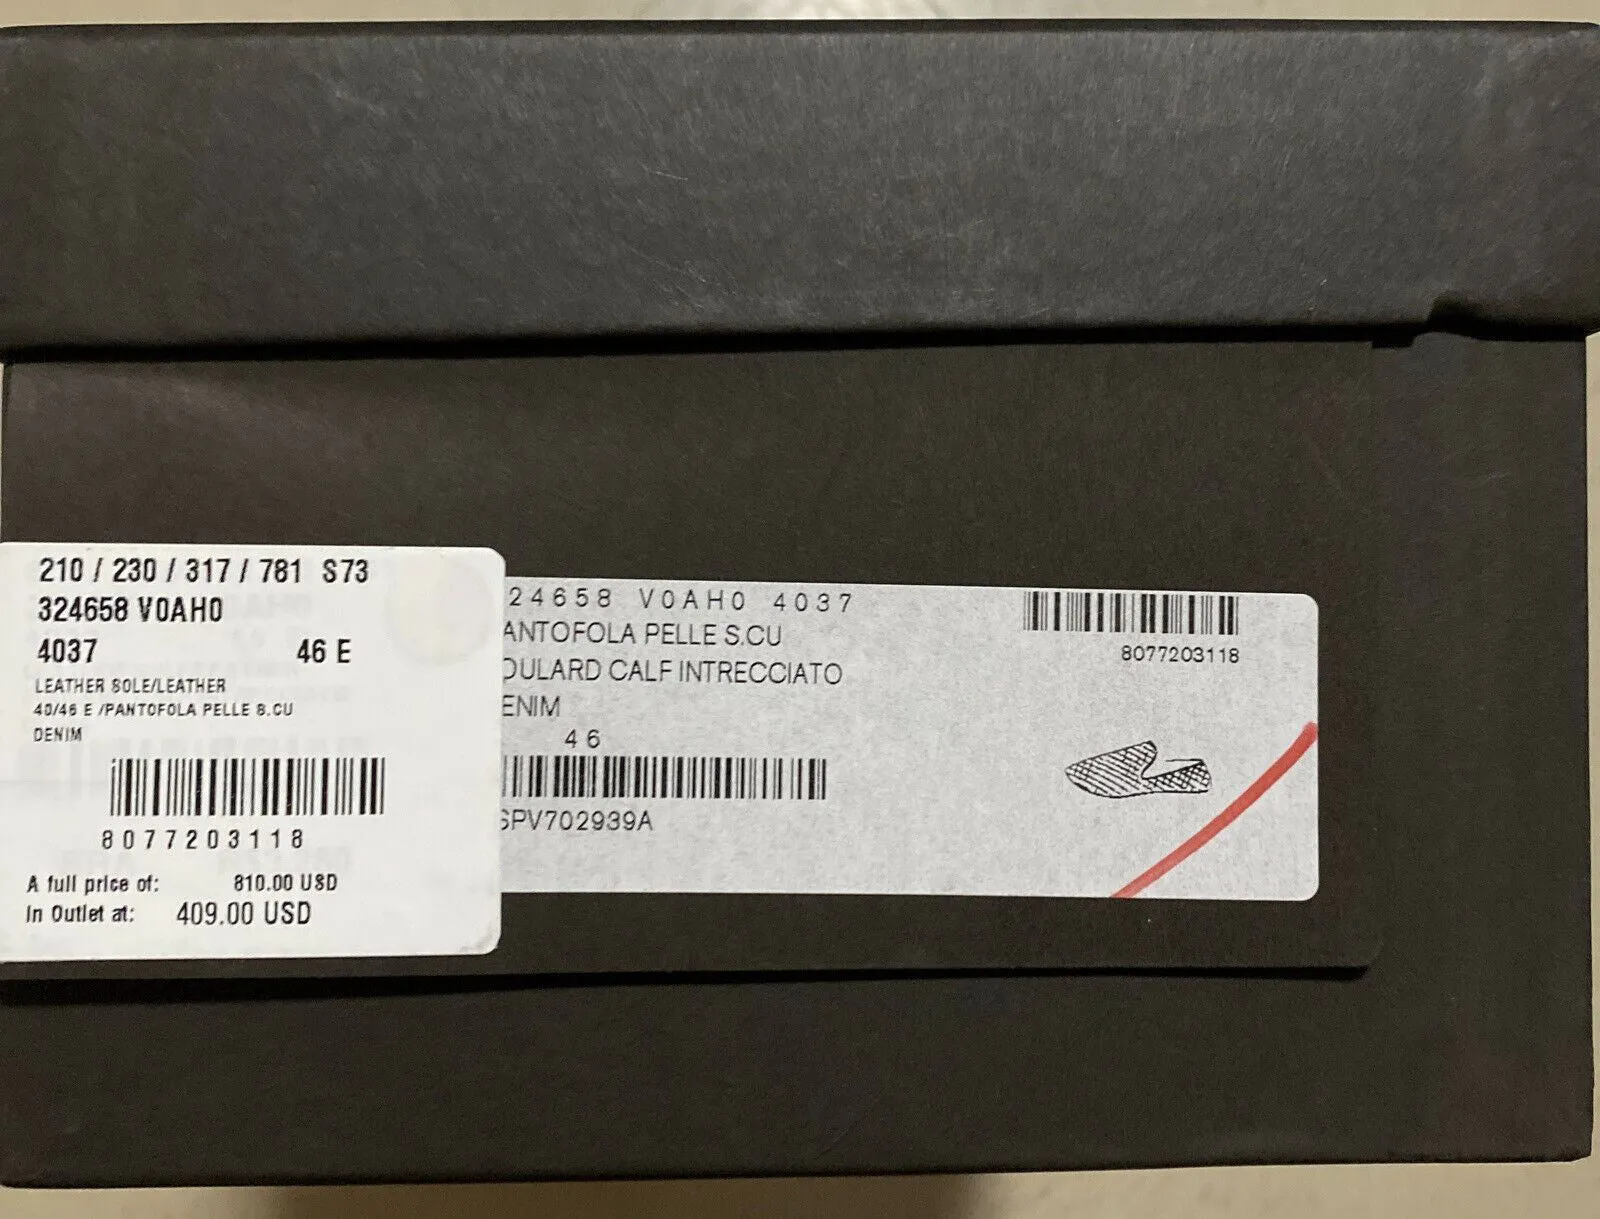 210 / 230 / 317 / 781 S73
324658 V0AH0
4037 46 E
LEATHER SOLE/LEATHER
40/46 E /PANTOFOLA PELLE S.CU
DENIM
8077203118
A full price of: 810.00 USD
In Outlet at: 409.00 USD
24658 V0AH0 4037
ANTOFOLA PELLE S.CU
OULARD CALF INTRECCIATO
ENIM
46
SPV702939A
8077203118